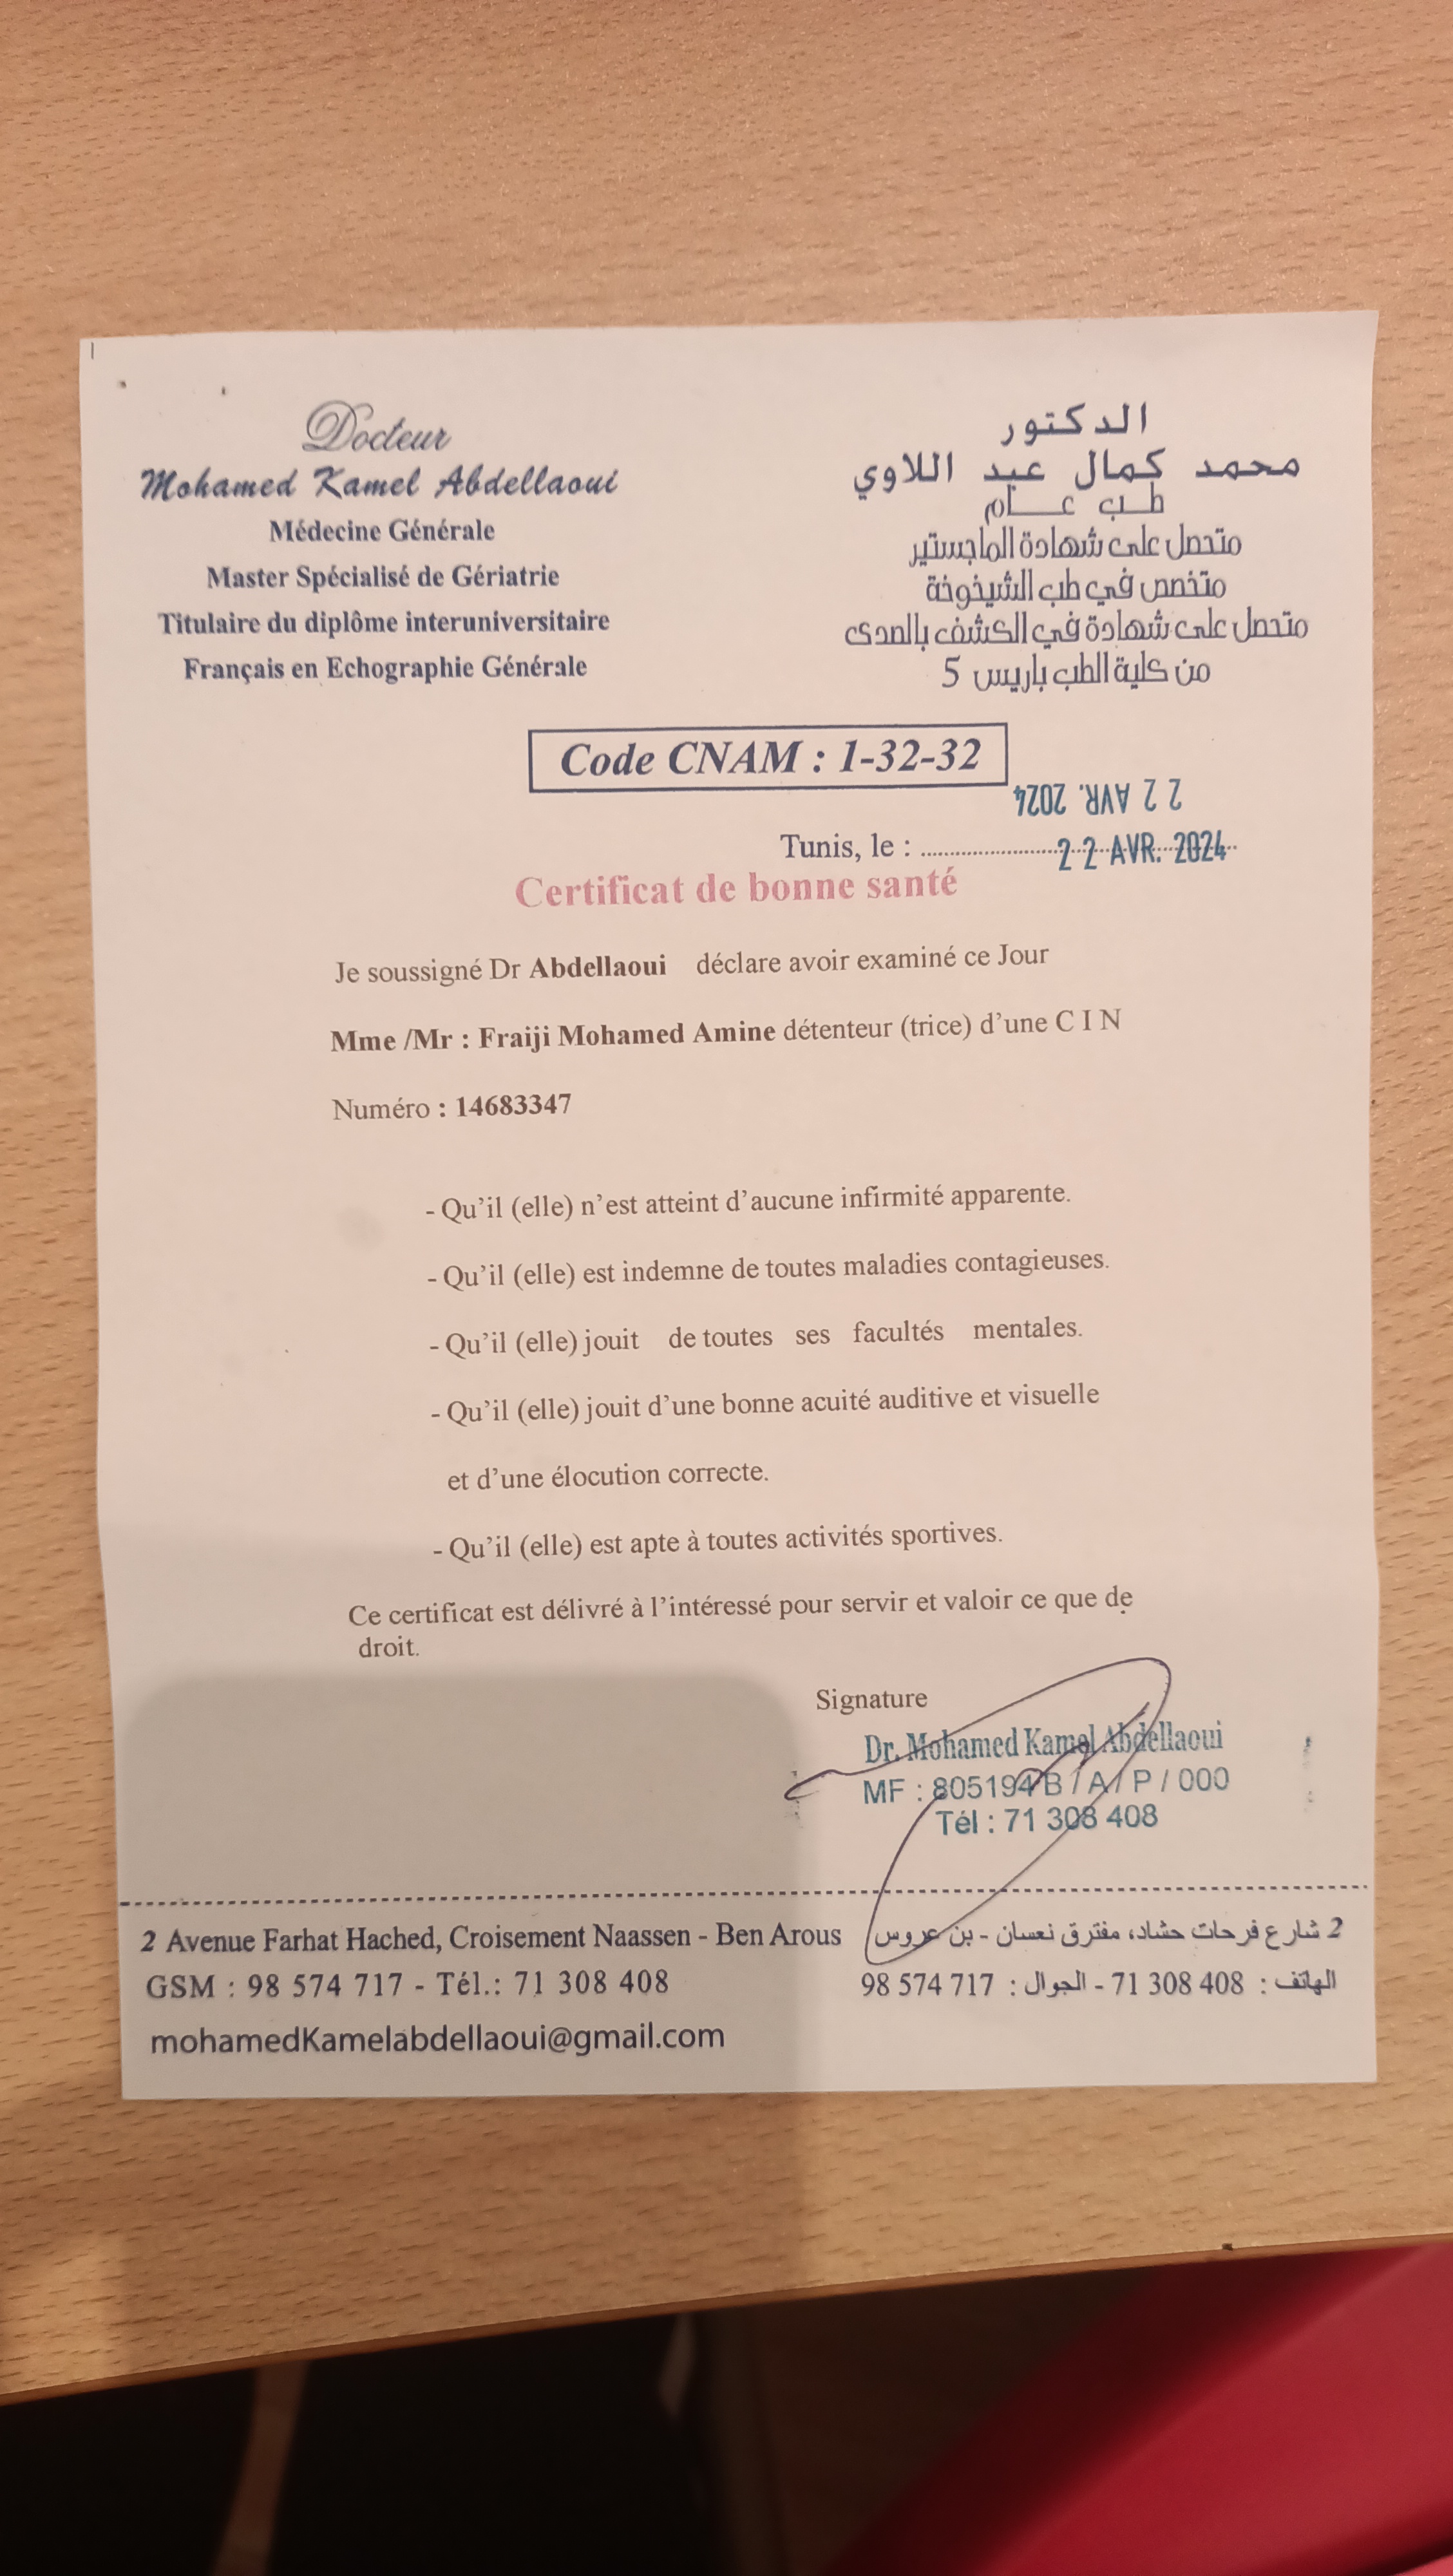 Docteur
Mohamed Kamel Abdellaoui
Médecine Générale
Master Spécialisé de Gériatrie
Titulaire du diplôme interuniversitaire
Français en Echographie Générale
الدكتور
محمد كمال عبد اللاوي
طب عــام
متحصل على شهادة الماجستير
متخصص في طب الشيخوخة
متحصل على شهادة في الكشف بالصدى
من كلية الطب باريس 5
Code CNAM : 1-32-32
22 AVR. 2024
Tunis, le : ........................ 22 AVR. 2024
Certificat de bonne santé
Je soussigné Dr Abdellaoui déclare avoir examiné ce Jour
Mme /Mr : Fraiji Mohamed Amine détenteur (trice) d’une C I N
Numéro : 14683347
- Qu’il (elle) n’est atteint d’aucune infirmité apparente.
- Qu’il (elle) est indemne de toutes maladies contagieuses.
- Qu’il (elle) jouit de toutes ses facultés mentales.
- Qu’il (elle) jouit d’une bonne acuité auditive et visuelle
et d’une élocution correcte.
- Qu’il (elle) est apte à toutes activités sportives.
Ce certificat est délivré à l’intéressé pour servir et valoir ce que de
droit.
Signature
Dr. Mohamed Kamel Abdellaoui
MF : 805194 B / A / P / 000
Tél : 71 308 408
2 Avenue Farhat Hached, Croisement Naassen - Ben Arous
2 شارع فرحات حشاد، مفترق نعسان - بن عروس
GSM : 98 574 717 - Tél.: 71 308 408
الهاتف : 71 308 408 - الجوال : 98 574 717
mohamedKamelabdellaoui@gmail.com